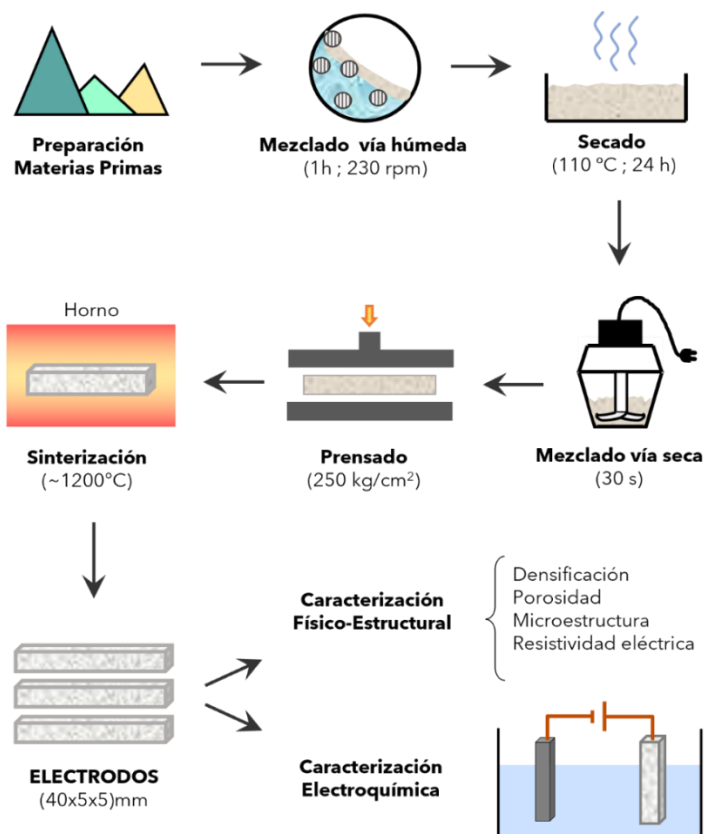 Preparación
Materias Primas
Mezclado vía húmeda
(1h ; 230 rpm)
Secado
(110 ºC ; 24 h)
Horno
Sinterización
(~1200°C)
Prensado
(250 kg/cm²)
Mezclado vía seca
(30 s)
ELECTRODOS
(40x5x5)mm
Caracterización
Físico-Estructural
Densificación
Porosidad
Microestructura
Resistividad eléctrica
Caracterización
Electroquímica